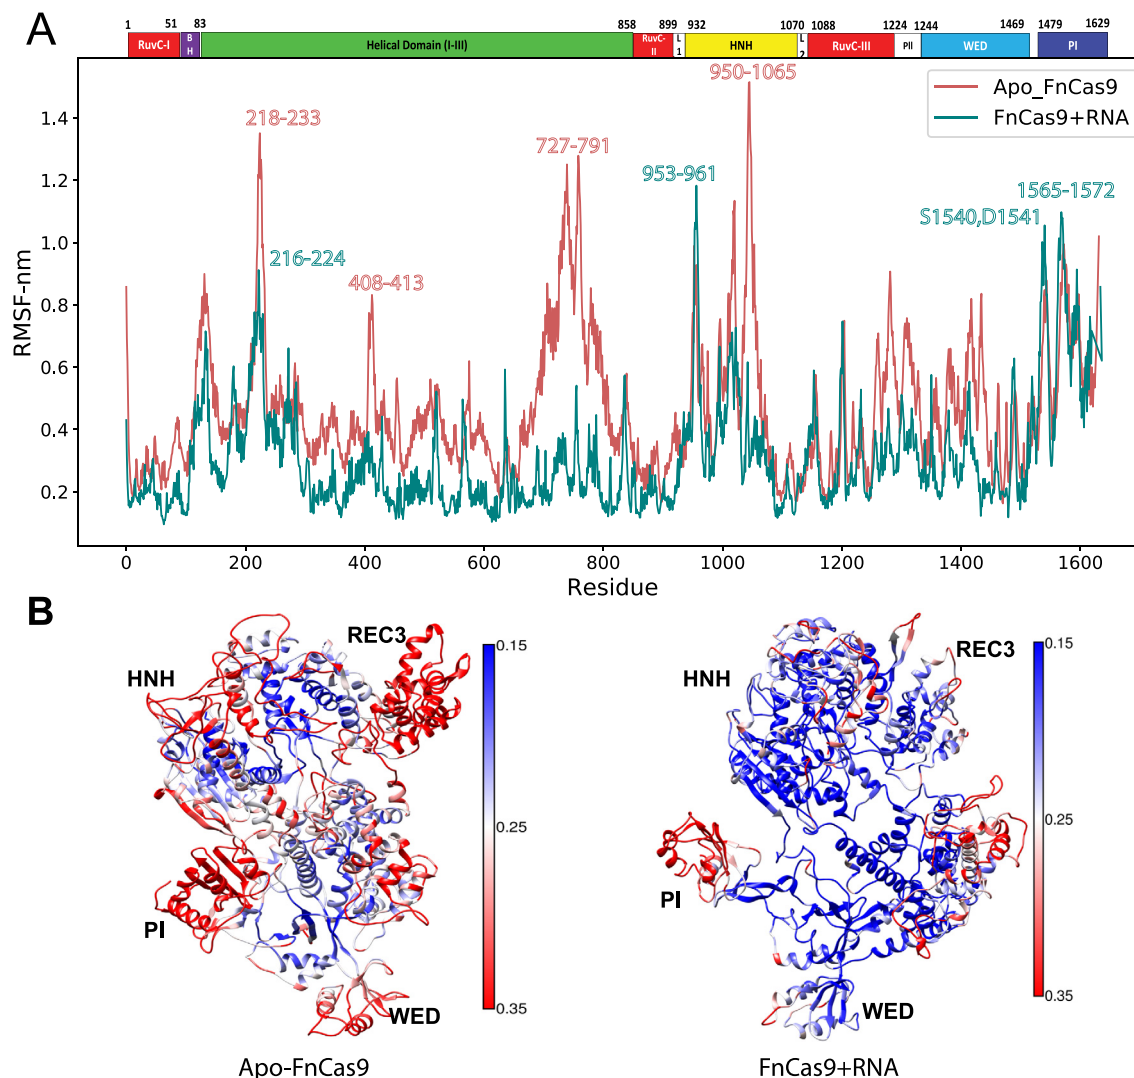 A
1 51 83 858 899 932 1070 1088 1224 1244 1469 1479 1629
RuvC-I BH Helical Domain (I-III) RuvC-II L1 HNH L2 RuvC-III PII WED PI
950-1065
Apo_FnCas9
FnCas9+RNA
218-233
727-791
953-961
1565-1572
S1540,D1541
216-224
408-413
1.4
1.2
1.0
0.8
0.6
0.4
0.2
RMSF-nm
0 200 400 600 800 1000 1200 1400 1600
Residue
B
REC3
HNH
PI
WED
0.15
0.25
0.35
Apo-FnCas9
HNH
REC3
PI
WED
0.15
0.25
0.35
FnCas9+RNA